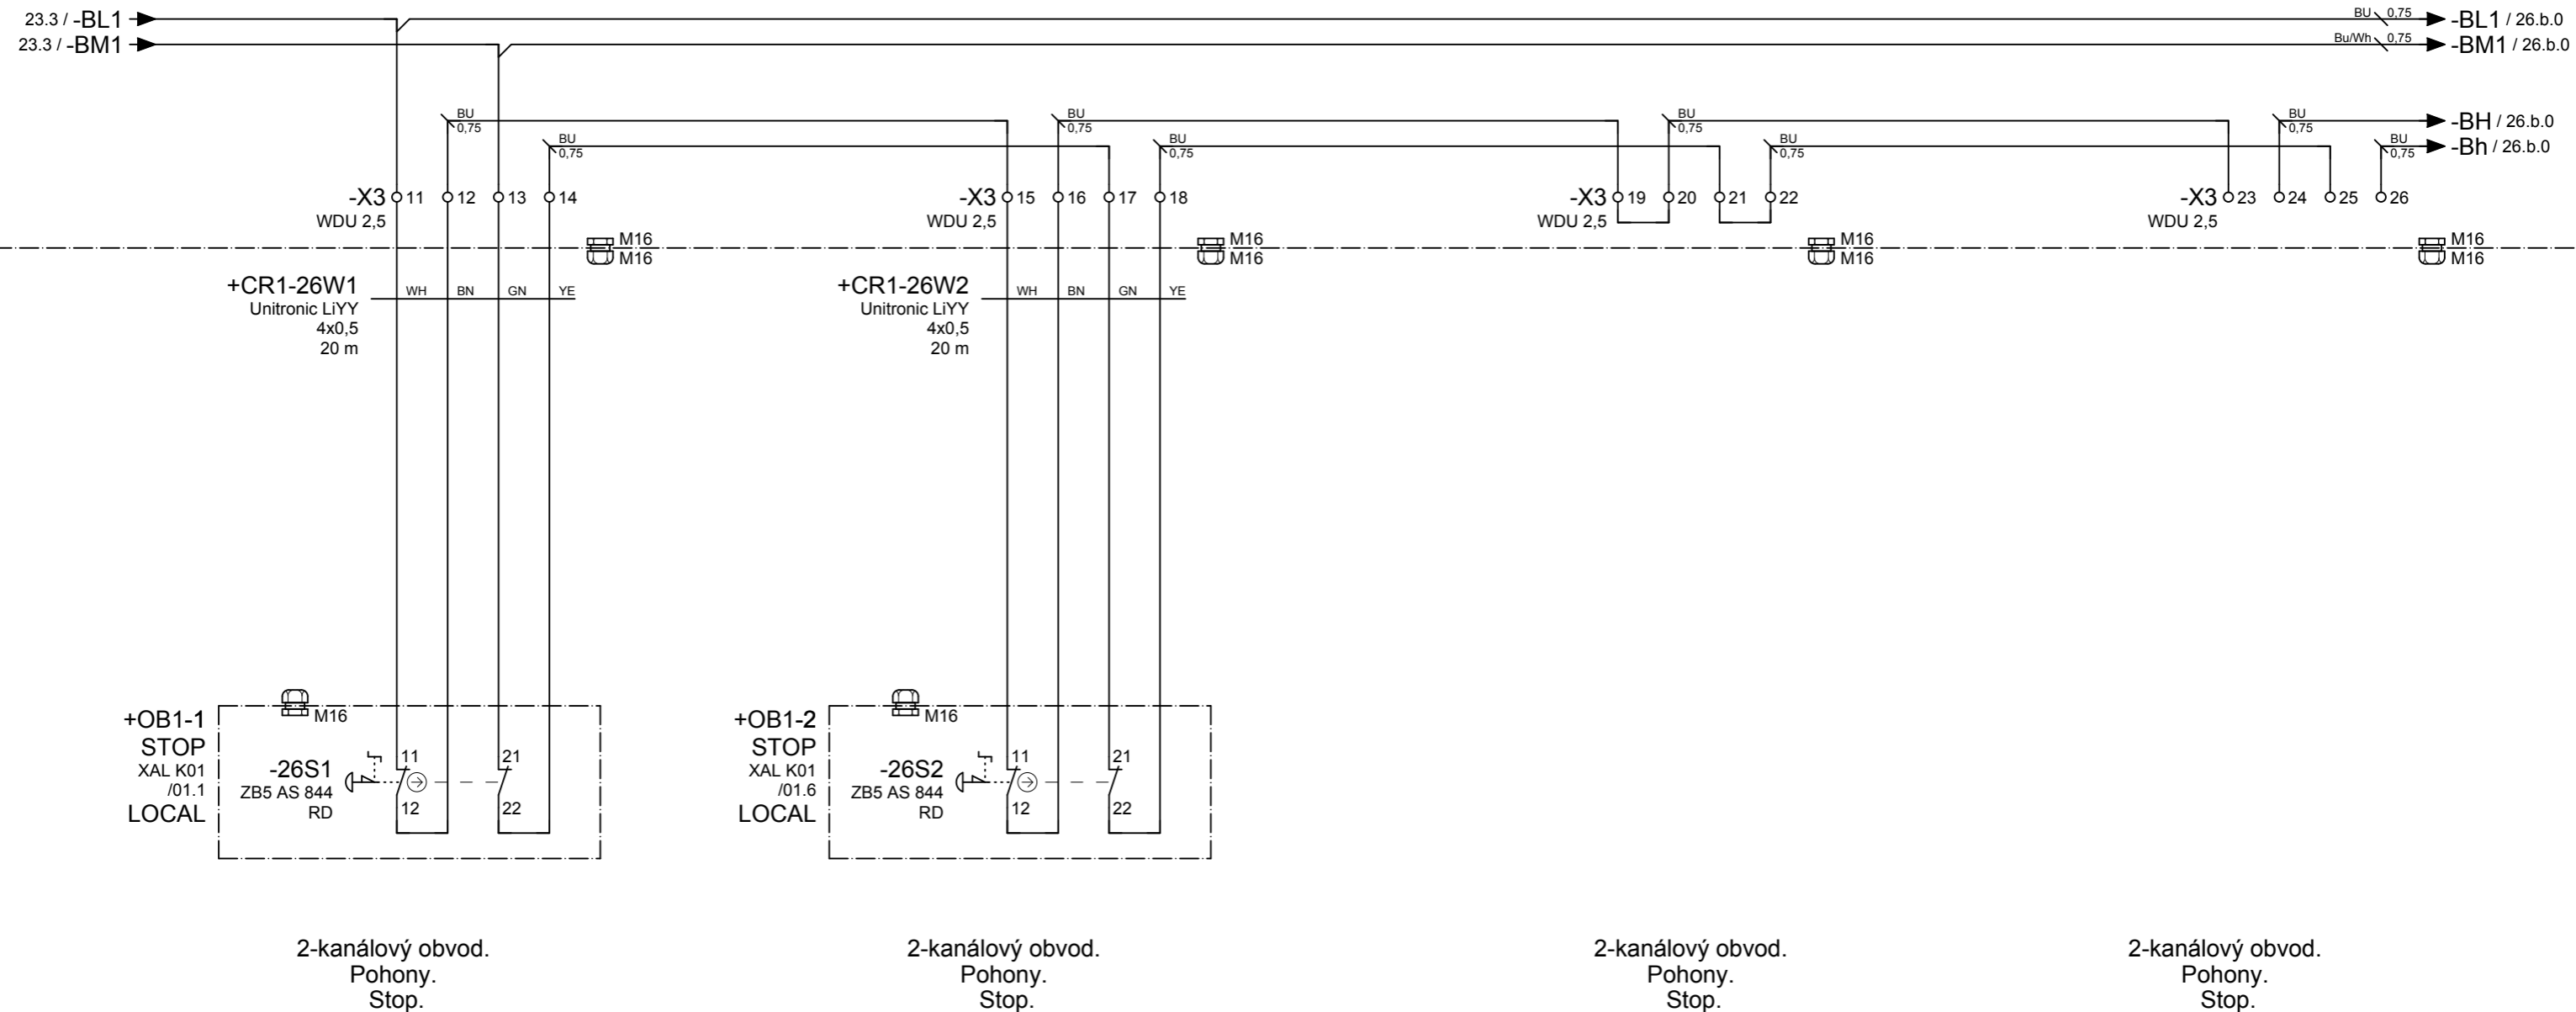 23.3 / -BL1
BU 0,75
-BL1 / 26.b.0
23.3 / -BM1
Bu/Wh 0,75
-BM1 / 26.b.0
BU
0,75
BU
0,75
BU
0,75
BU
0,75
-BH / 26.b.0
BU
0,75
BU
0,75
BU
0,75
BU
0,75
-Bh / 26.b.0
-X3 11 12 13 14
WDU 2,5
-X3 15 16 17 18
WDU 2,5
-X3 19 20 21 22
WDU 2,5
-X3 23 24 25 26
WDU 2,5
M16
M16
M16
M16
M16
M16
M16
M16
+CR1-26W1
Unitronic LiYY
4x0,5
20 m
WH BN GN YE
+CR1-26W2
Unitronic LiYY
4x0,5
20 m
WH BN GN YE
+OB1-1
STOP
XAL K01
/01.1
LOCAL
M16
-26S1
ZB5 AS 844
RD
11
12
21
22
+OB1-2
STOP
XAL K01
/01.6
LOCAL
M16
-26S2
ZB5 AS 844
RD
11
12
21
22
2-kanálový obvod.
Pohony.
Stop.
2-kanálový obvod.
Pohony.
Stop.
2-kanálový obvod.
Pohony.
Stop.
2-kanálový obvod.
Pohony.
Stop.